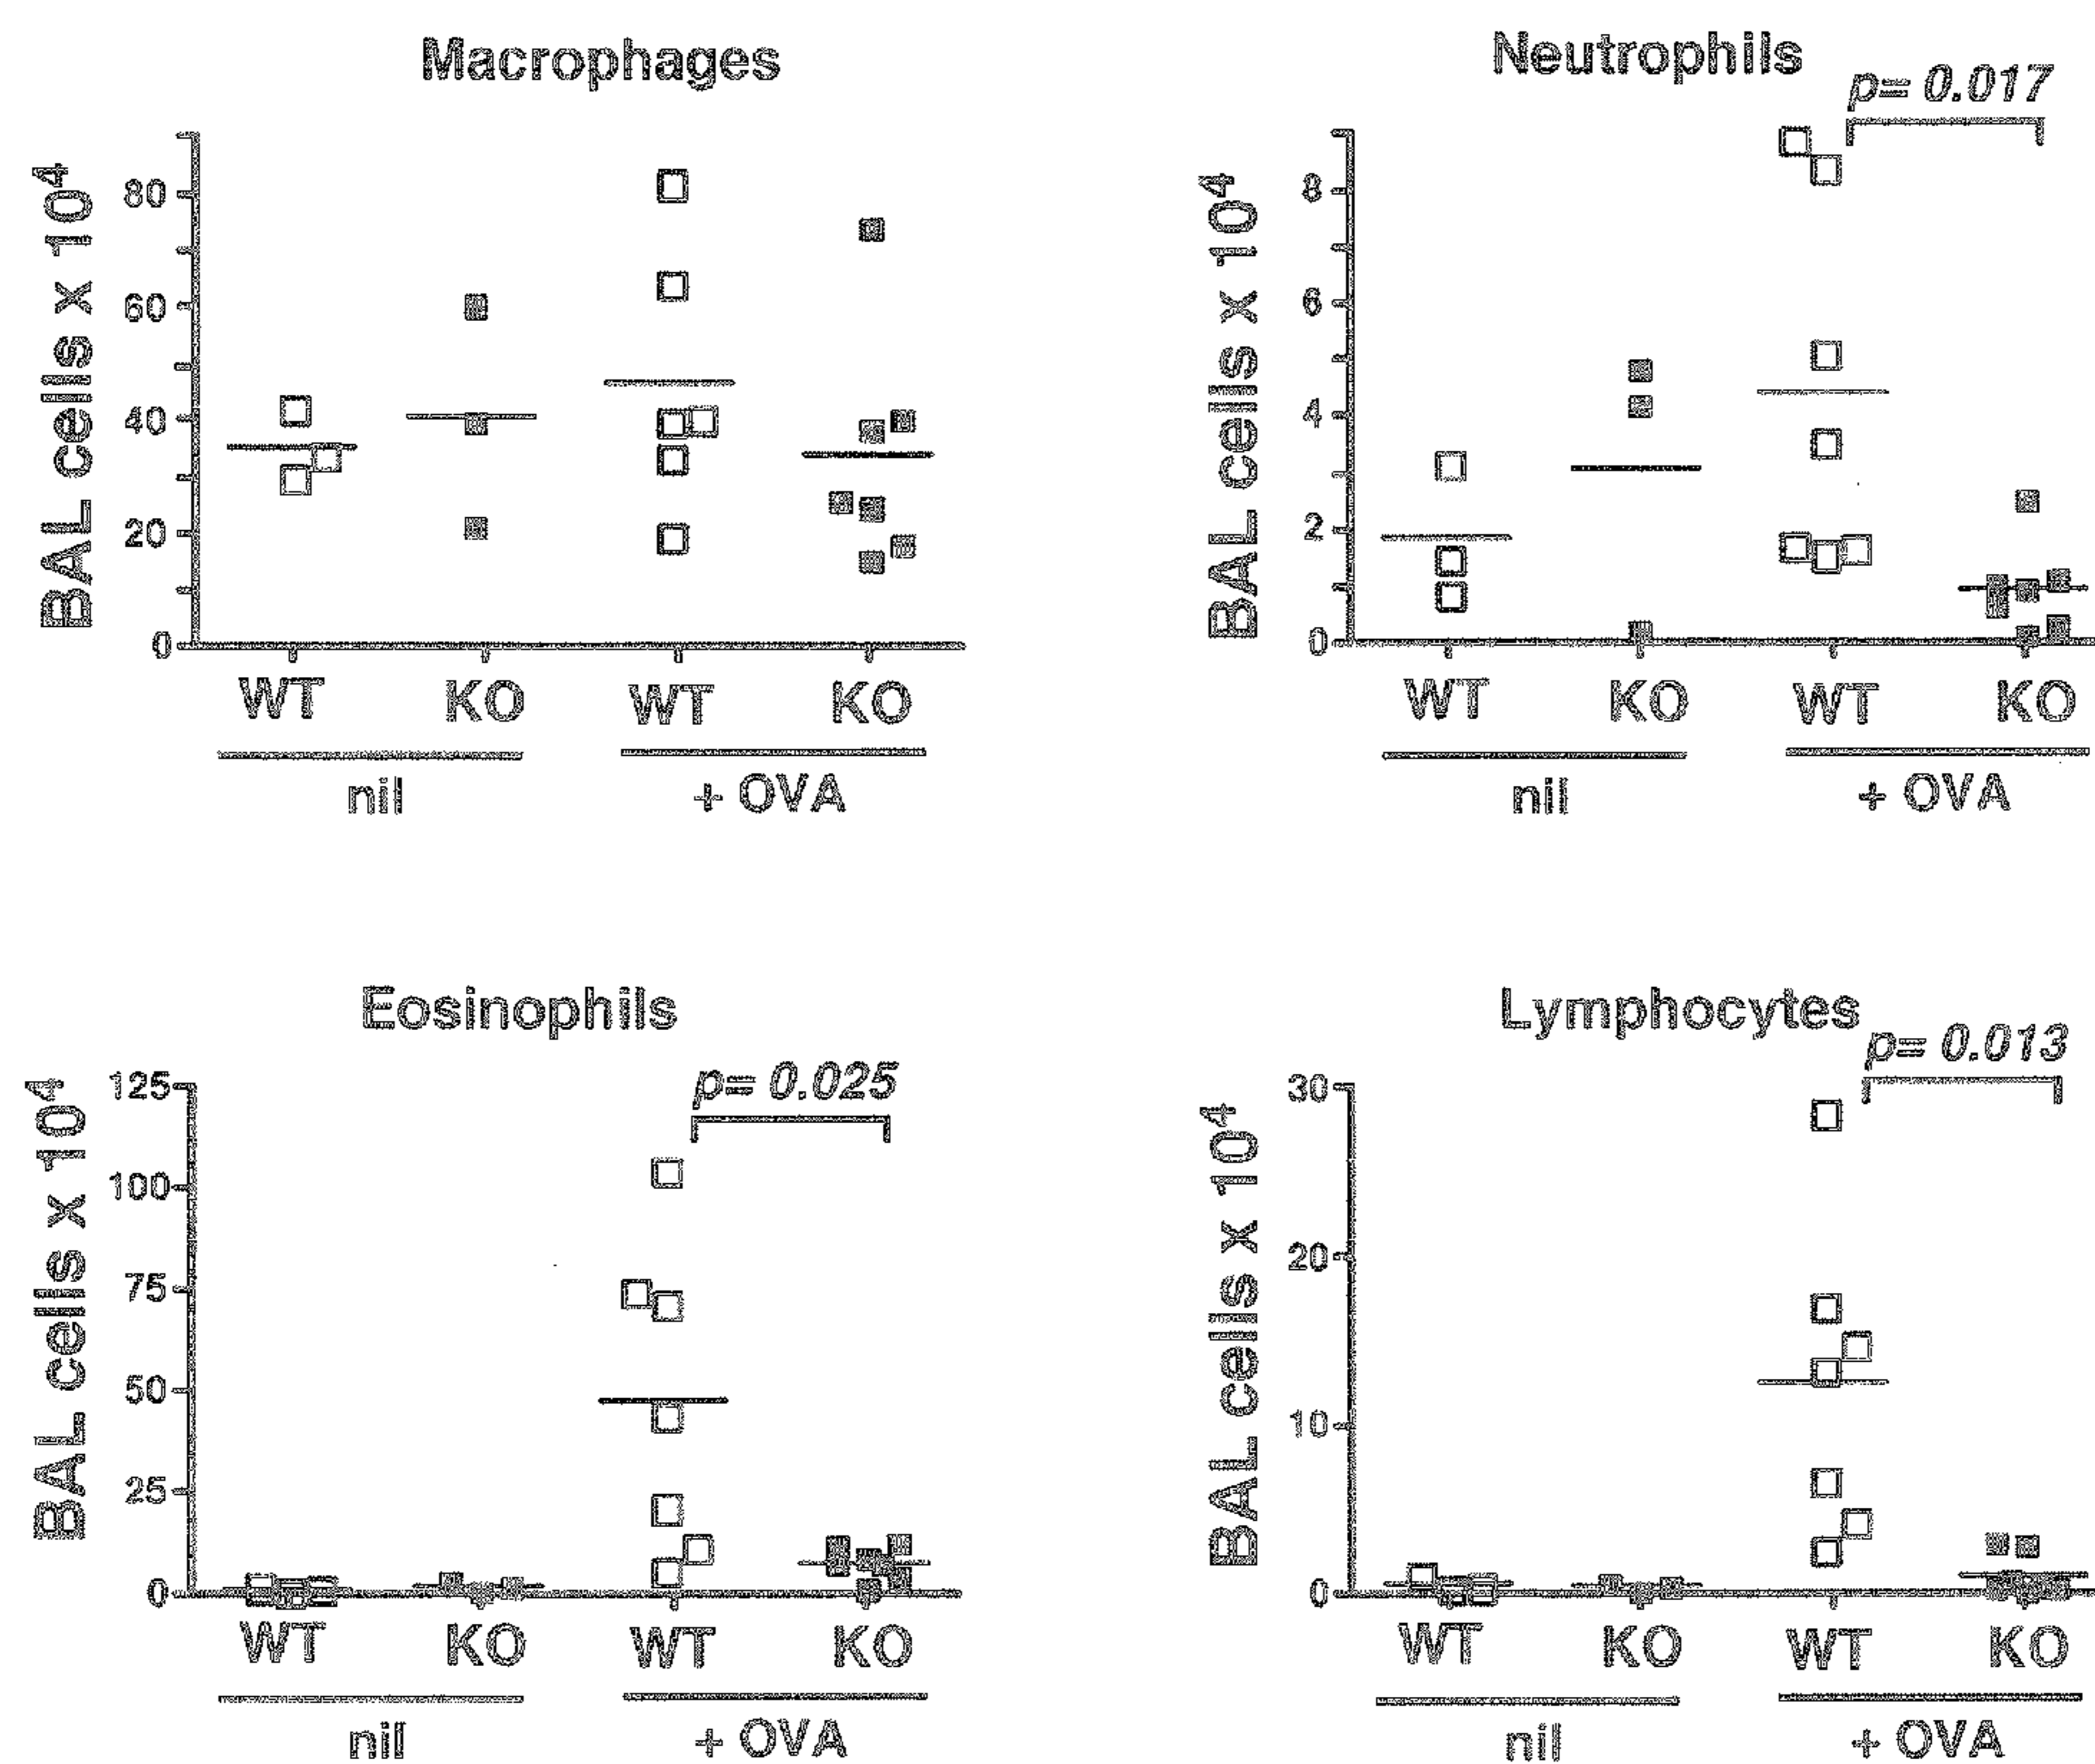 Macrophages
BAL cells x 10⁴
80
60
40
20
0
WT KO WT KO
nil + OVA
Neutrophils
p= 0.017
BAL cells x 10⁴
8
6
4
2
0
WT KO WT KO
nil + OVA
Eosinophils
p= 0.025
BAL cells x 10⁴
125
100
75
50
25
0
WT KO WT KO
nil + OVA
Lymphocytes
p= 0.013
BAL cells x 10⁴
30
20
10
0
WT KO WT KO
nil + OVA